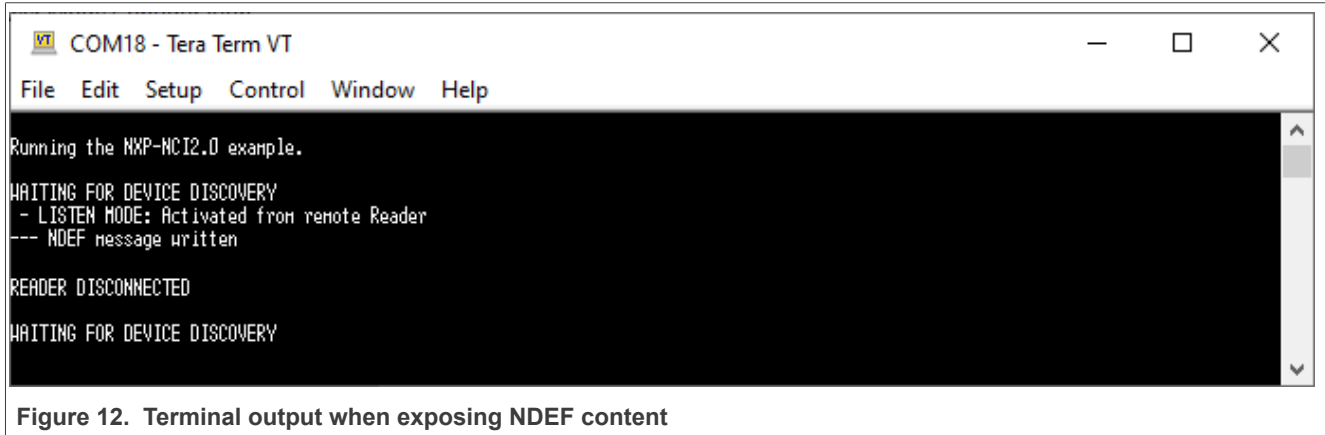 COM18 - Tera Term VT
File Edit Setup Control Window Help
Running the NXP-NCI2.0 example.
WAITING FOR DEVICE DISCOVERY
- LISTEN MODE: Activated from remote Reader
--- NDEF message written
READER DISCONNECTED
WAITING FOR DEVICE DISCOVERY
Figure 12. Terminal output when exposing NDEF content